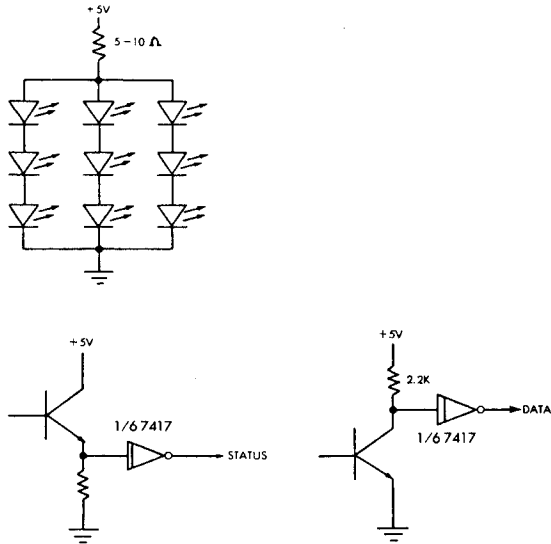 +5V
5-10 Ω
+5V
1/6 7417
STATUS
+5V
2.2K
DATA
1/6 7417